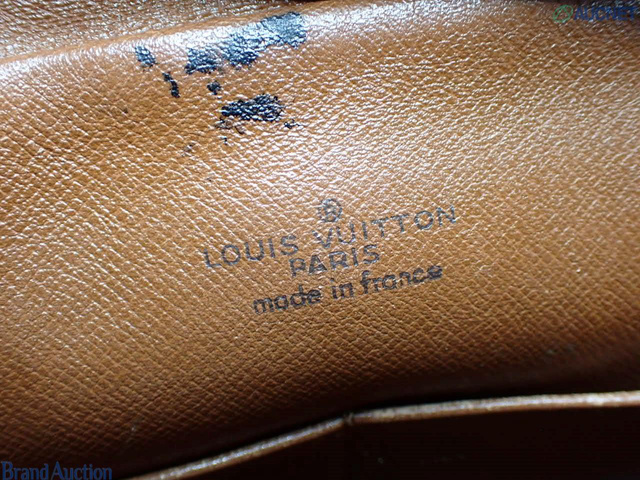 ®
LOUIS VUITTON
PARIS
made in france
Brand Auction